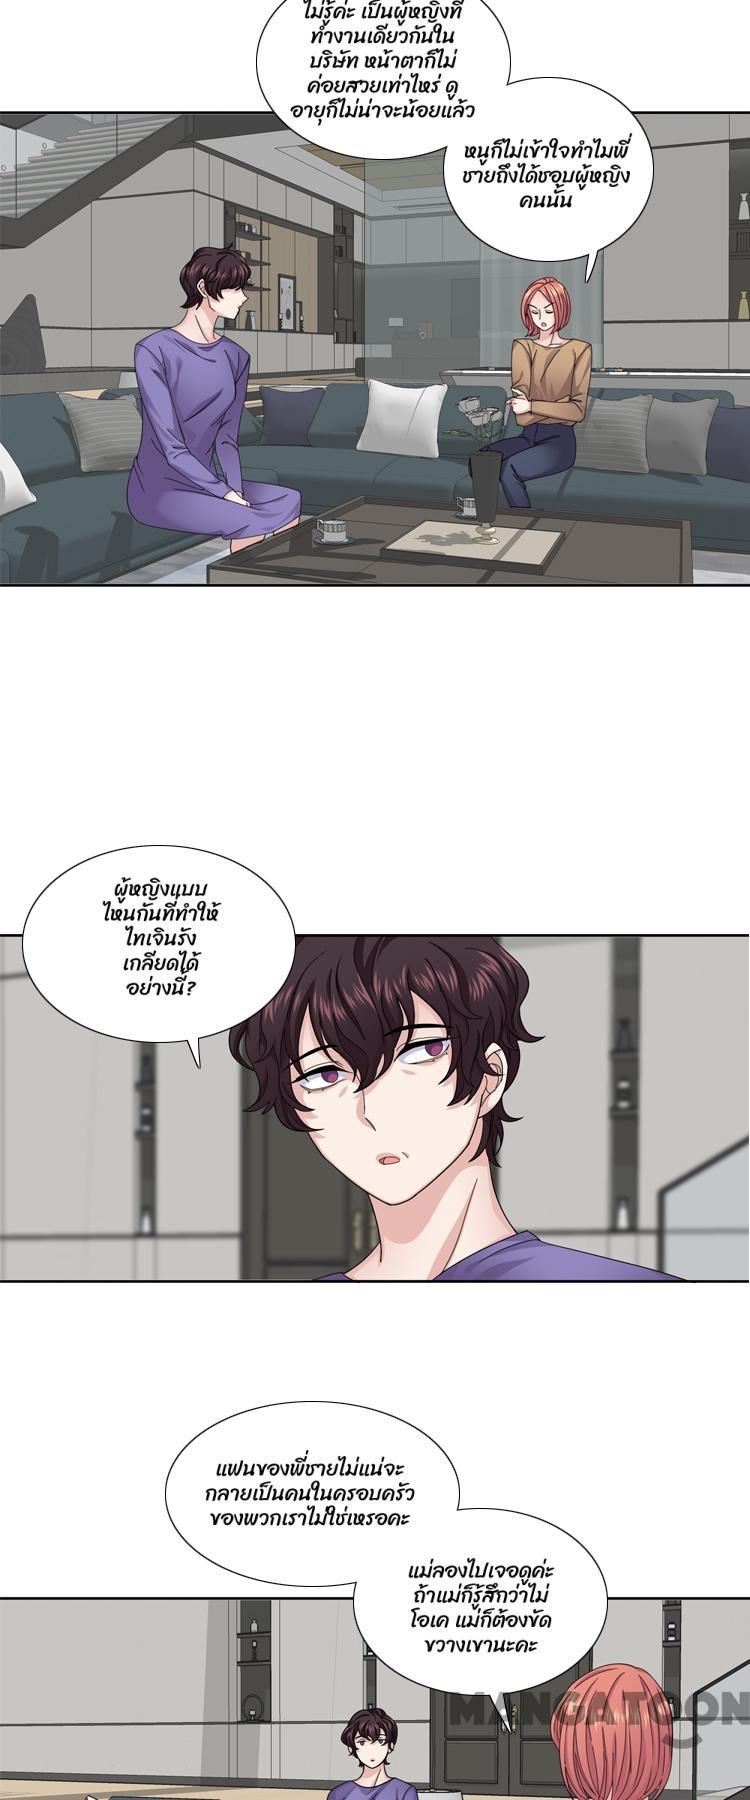 ไม่รู้ค่ะ เป็นผู้หญิงที่
ทำงานเดียวกันใน
บริษัท หน้าตาก็ไม่
ค่อยสวยเท่าไหร่ ดู
อายุก็ไม่น่าจะน้อยแล้ว
หนูก็ไม่เข้าใจทำไมพี่
ชายถึงได้ชอบผู้หญิง
คนนั้น
ผู้หญิงแบบ
ไหนกันที่ทำให้
ไทเจินรัง
เกลียดได้
อย่างนี้?
แฟนของพี่ชายไม่แน่จะ
กลายเป็นคนในครอบครัว
ของพวกเราไม่ใช่เหรอคะ
แม่ลองไปเจอดูค่ะ
ถ้าแม่ก็รู้สึกว่าไม่
โอเค แม่ก็ต้องขัด
ขวางเขานะคะ
MANGATOON